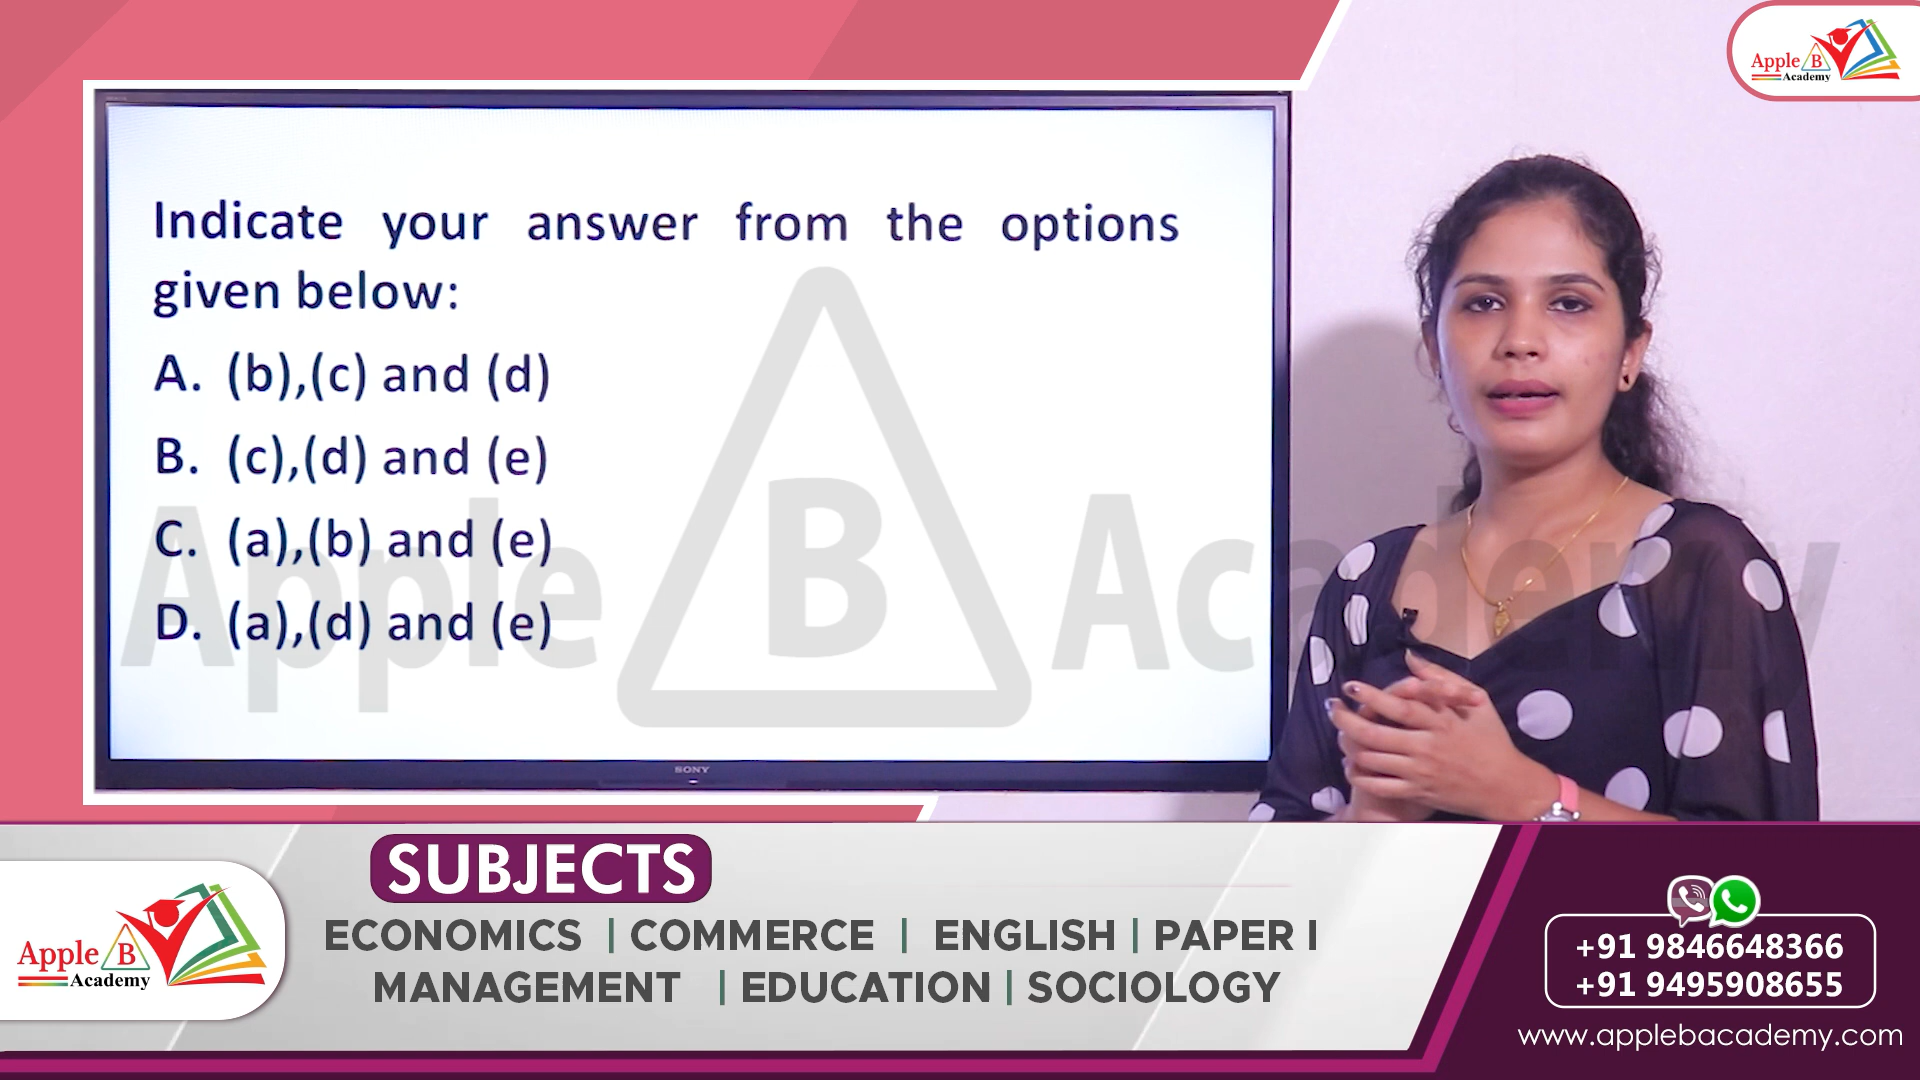 Apple B
Academy
Indicate your answer from the options
given below:
A. (b),(c) and (d)
B. (c),(d) and (e)
C. (a),(b) and (e)
D. (a),(d) and (e)
Apple B Academy
SONY
SUBJECTS
ECONOMICS | COMMERCE | ENGLISH | PAPER I
MANAGEMENT | EDUCATION | SOCIOLOGY
Apple B
Academy
+91 9846648366
+91 9495908655
www.applebacademy.com